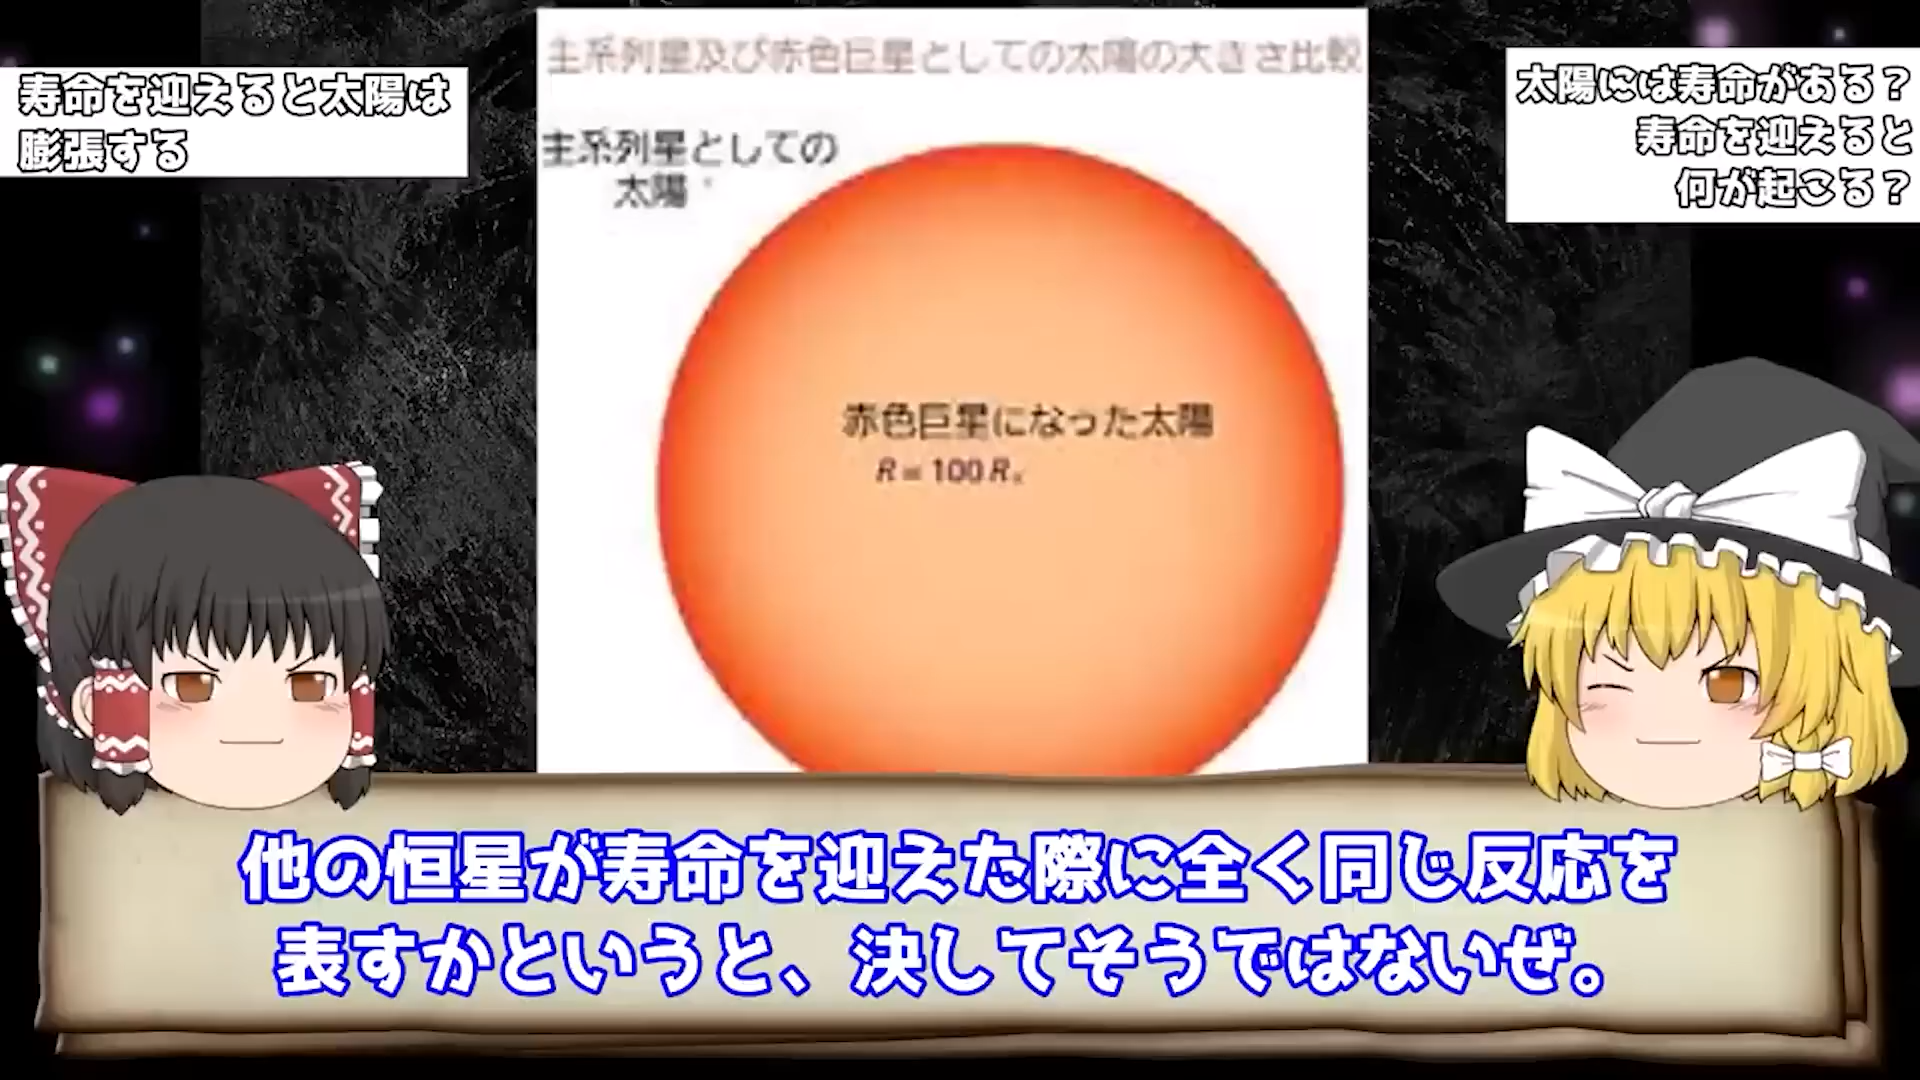 寿命を迎えると太陽は
膨張する
太陽には寿命がある？
寿命を迎えると
何が起こる？
主系列星及び赤色巨星としての太陽の大きさ比較
主系列星としての
太陽
赤色巨星になった太陽
R = 100 R
他の恒星が寿命を迎えた際に全く同じ反応を
表すかというと、決してそうではないぜ。